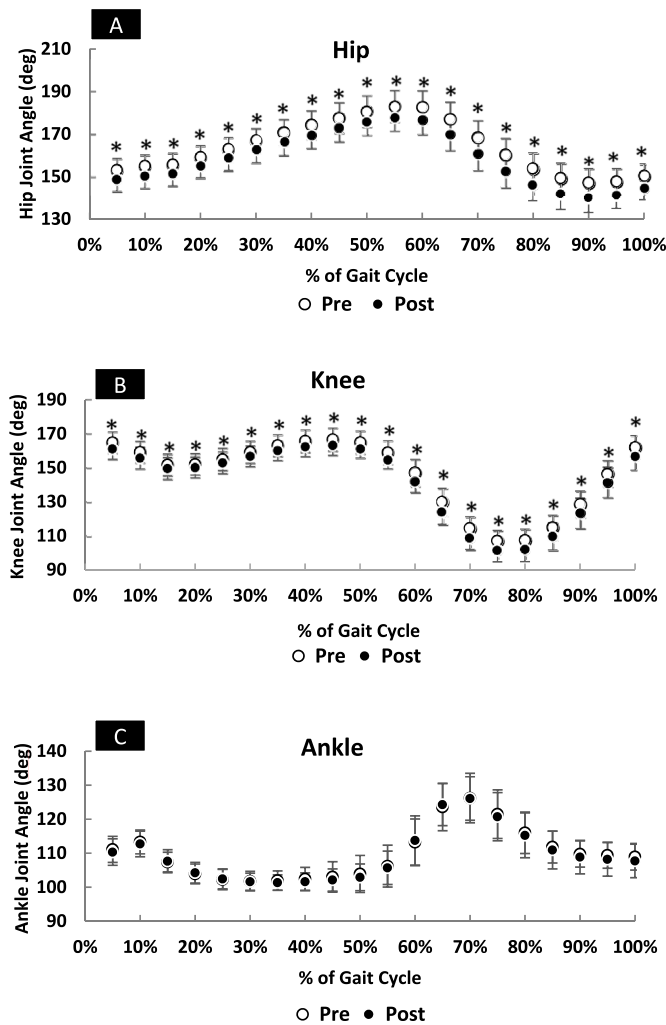 A
Hip
Hip Joint Angle (deg)
210
190
170
150
130
* * * * * * * * * * * * * * * * * * * *
0% 10% 20% 30% 40% 50% 60% 70% 80% 90% 100%
% of Gait Cycle
Pre Post
B
Knee
Knee Joint Angle (deg)
190
170
150
130
110
90
* * * * * * * * * * * * * * * * * * * *
0% 10% 20% 30% 40% 50% 60% 70% 80% 90% 100%
% of Gait Cycle
Pre Post
C
Ankle
Ankle Joint Angle (deg)
140
130
120
110
100
90
0% 10% 20% 30% 40% 50% 60% 70% 80% 90% 100%
% of Gait Cycle
Pre Post